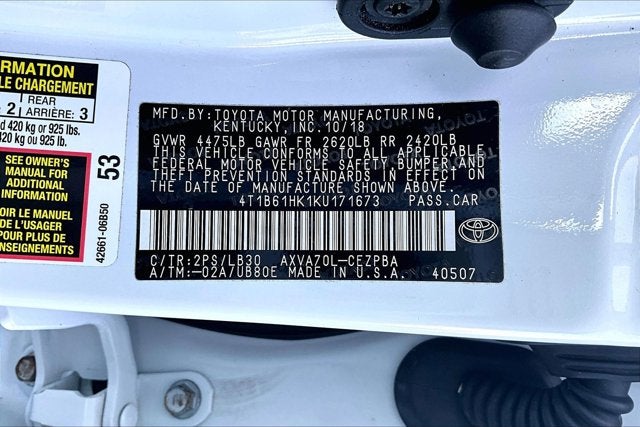 FORMATION
LE CHARGEMENT
2
REAR
ARRIÈRE: 3
d 420 kg or 925 lbs.
420 kg ou 925 lb.
SEE OWNER'S
MANUAL FOR
ADDITIONAL
INFORMATION
OIR LE MANUEL
DE L'USAGER
OUR PLUS DE
NSEIGNEMENTS
53
42661-06B50
MFD.BY:TOYOTA MOTOR MANUFACTURING,
KENTUCKY, INC.10/18
GVWR 4475LB GAWR FR 2620LB RR 2420LB
THIS VEHICLE CONFORMS TO ALL APPLICABLE
FEDERAL MOTOR VEHICLE SAFETY, BUMPER,AND
THEFT PREVENTION STANDARDS IN EFFECT ON
THE DATE OF MANUFACTURE SHOWN ABOVE.
4T1B61HK1KU171673 PASS.CAR
C/TR:2PS/LB30 AXVA70L-CEZPBA
A/TM:-02A/UB80E MADE IN U.S.A. 40507